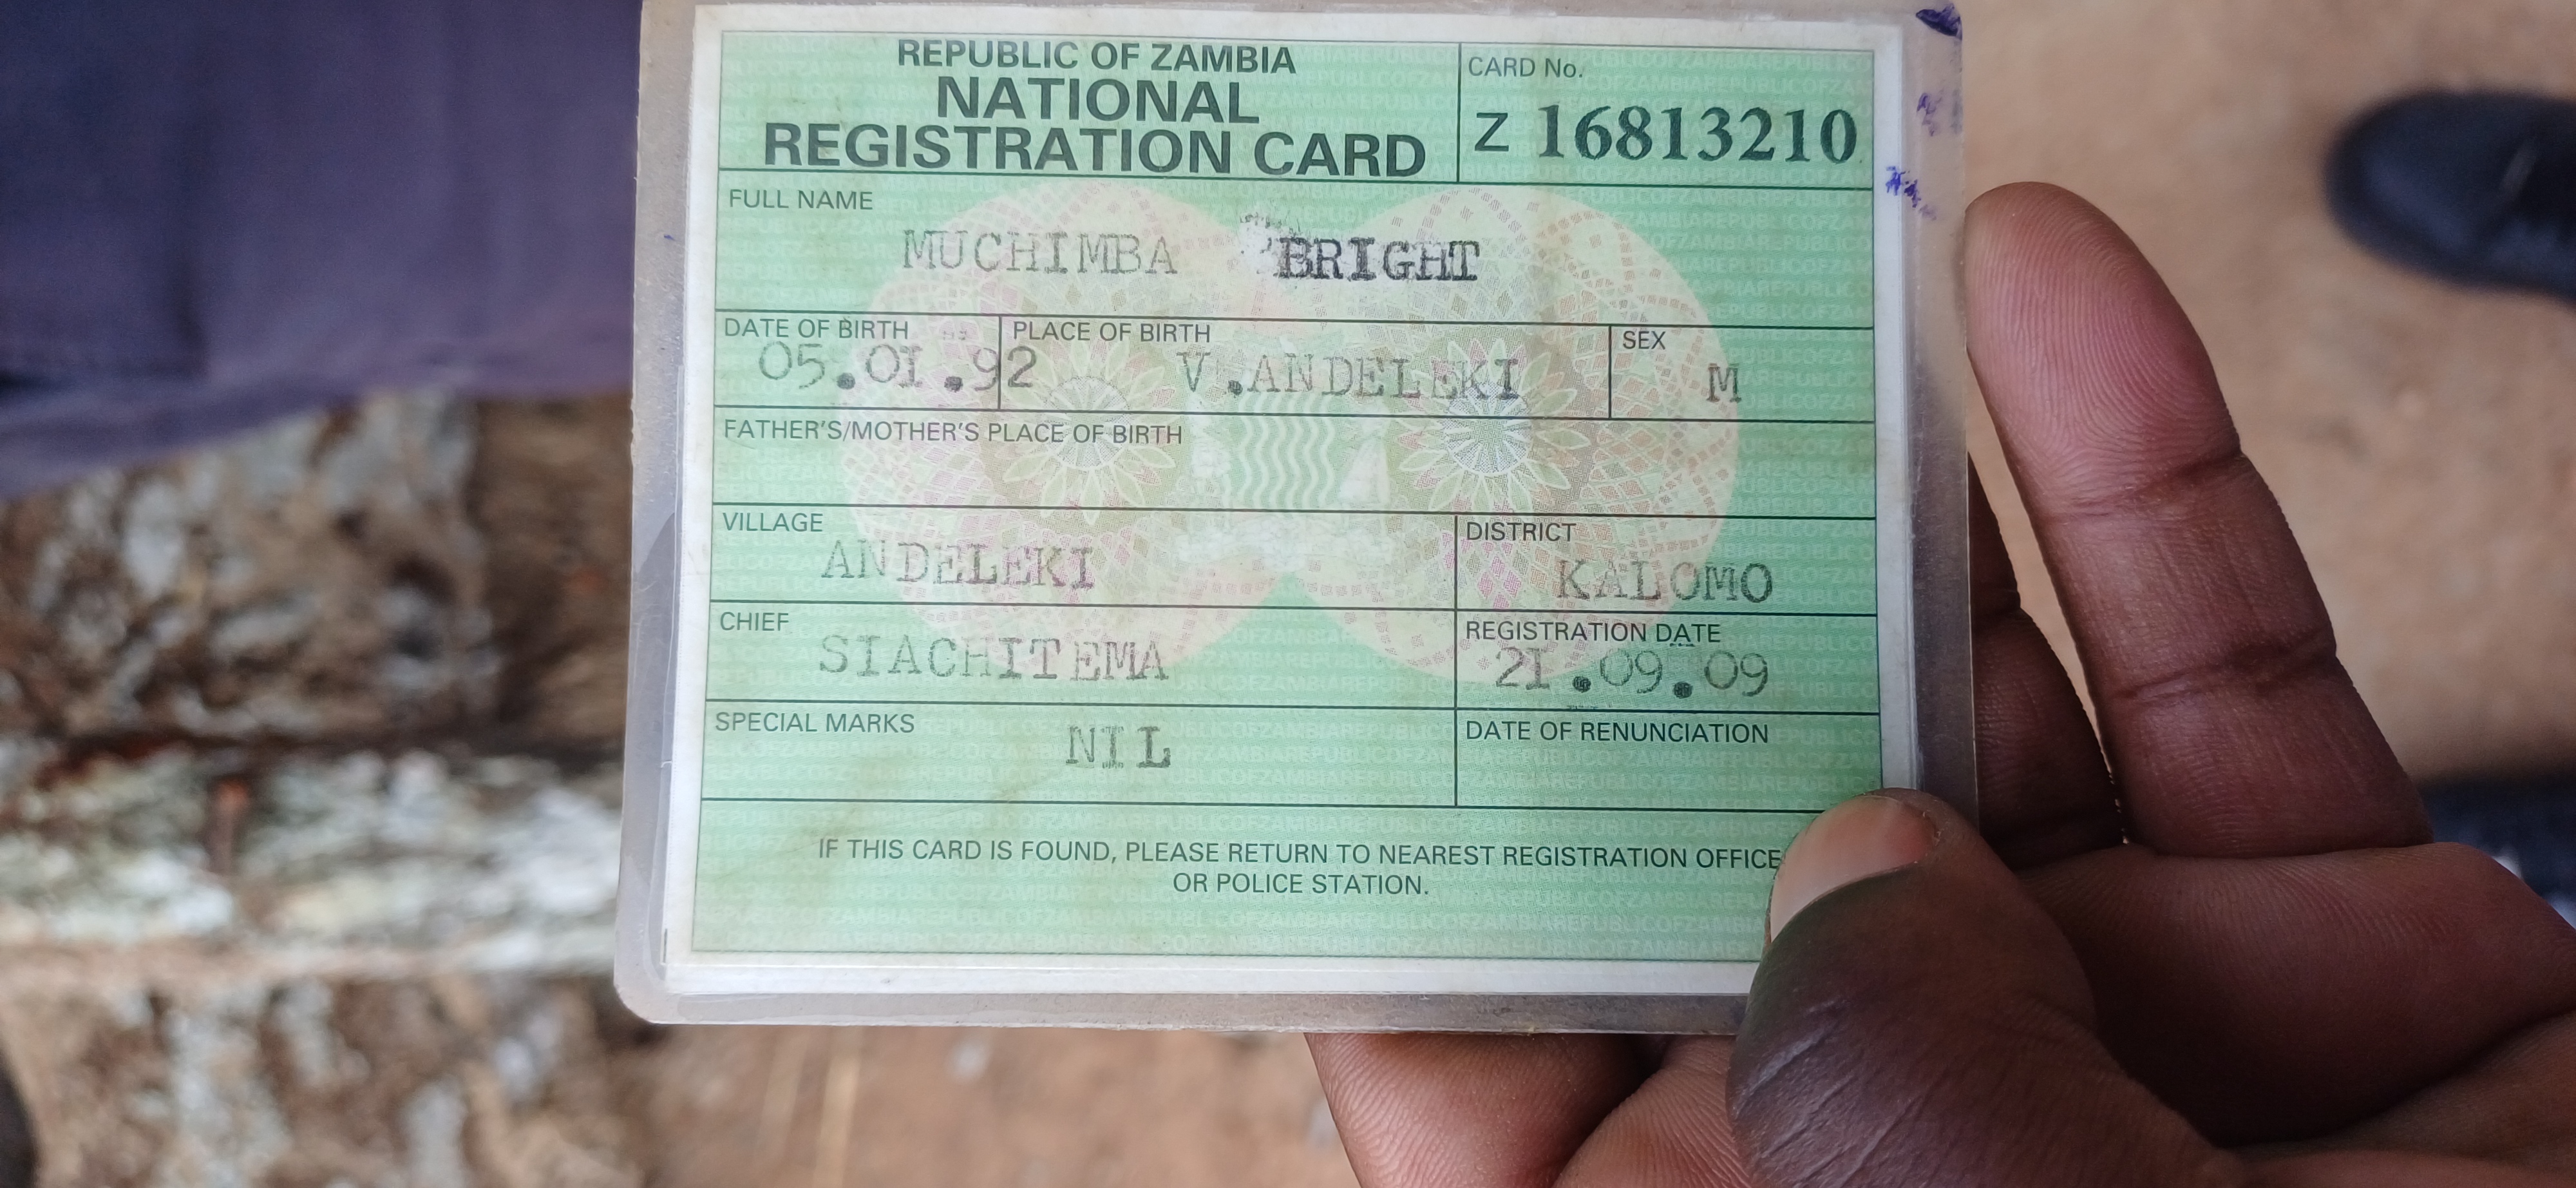 REPUBLIC OF ZAMBIA
NATIONAL
REGISTRATION CARD
CARD No.
Z 16813210
FULL NAME
MUCHIMBA BRIGHT
DATE OF BIRTH
05.01.92
PLACE OF BIRTH
V.ANDELEKI
SEX
M
FATHER'S/MOTHER'S PLACE OF BIRTH
VILLAGE
ANDELEKI
DISTRICT
KALOMO
CHIEF
SIACHITEMA
REGISTRATION DATE
21.09.09
SPECIAL MARKS
NIL
DATE OF RENUNCIATION
IF THIS CARD IS FOUND, PLEASE RETURN TO NEAREST REGISTRATION OFFICE
OR POLICE STATION.